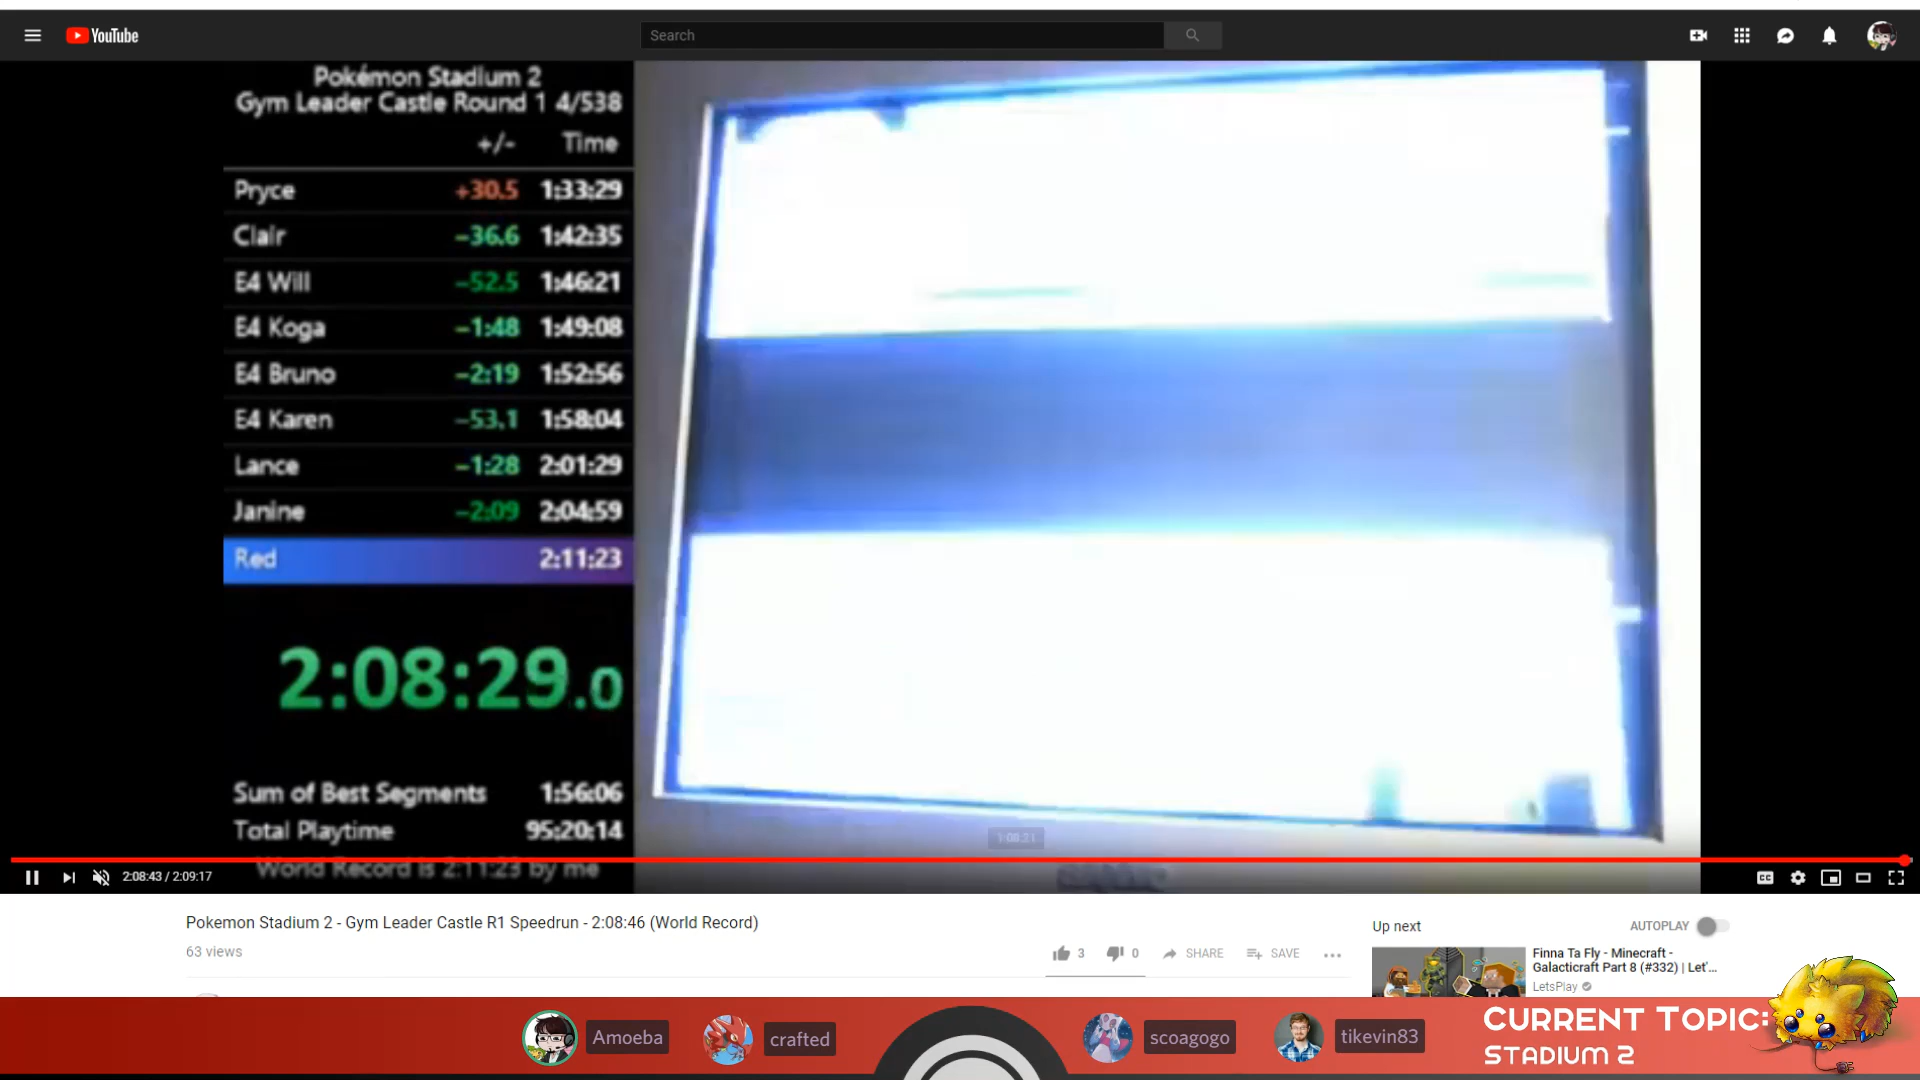 YouTube
Search
Pokémon Stadium 2
Gym Leader Castle Round 1 4/538
+/- Time
Pryce +30.5 1:33:29
Clair -36.6 1:42:35
E4 Will -52.5 1:46:21
E4 Koga -1:48 1:49:08
E4 Bruno -2:19 1:52:56
E4 Karen -53.1 1:58:04
Lance -1:28 2:01:29
Janine -2:09 2:04:59
Red 2:11:23
2:08:29.0
Sum of Best Segments 1:56:06
Total Playtime 95:20:14
World Record is 2:11:23 by me
1:08:31
2:08:43 / 2:09:17
CC
Pokemon Stadium 2 - Gym Leader Castle R1 Speedrun - 2:08:46 (World Record)
63 views
3 0 SHARE SAVE
Up next
AUTOPLAY
Finna Ta Fly - Minecraft -
Galacticraft Part 8 (#332) | Let'...
LetsPlay
Amoeba
crafted
scoagogo
tikevin83
CURRENT TOPIC:
STADIUM 2